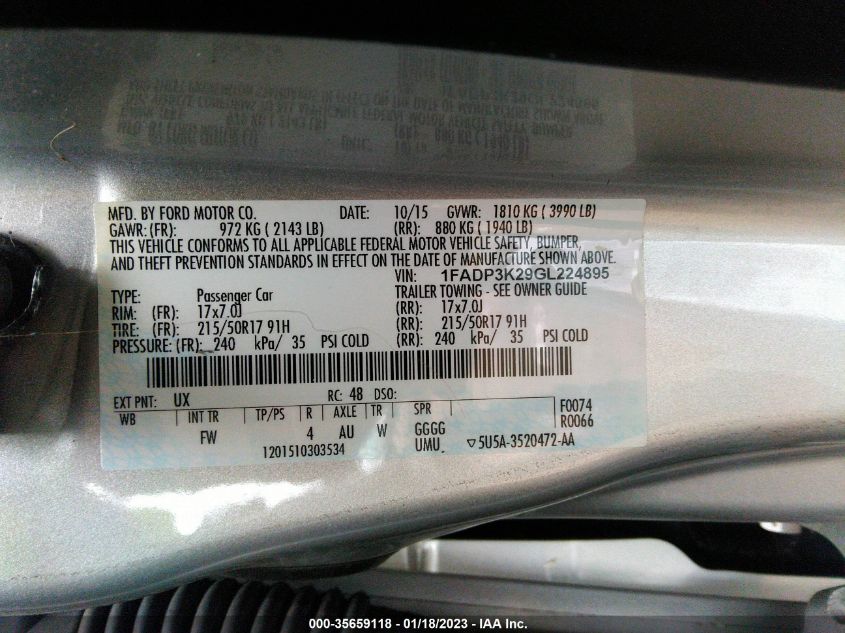 MFD. BY FORD MOTOR CO. DATE: 10/15 GVWR: 1810 KG ( 3990 LB)
GAWR: (FR) 972 KG ( 2143 LB) (RR): 880 KG ( 1940 LB)
THIS VEHICLE CONFORMS TO ALL APPLICABLE FEDERAL MOTOR VEHICLE SAFETY, BUMPER,
AND THEFT PREVENTION STANDARDS IN EFFECT ON THE DATE OF MANUFACTURE SHOWN ABOVE.
VIN: 1FADP3K29GL224895
TYPE: Passenger Car TRAILER TOWING - SEE OWNER GUIDE
RIM: (FR): 17x7.0J (RR): 17x7.0J
TIRE: (FR): 215/50R17 91H (RR): 215/50R17 91H
PRESSURE: (FR): 240 kPa/ 35 PSI COLD (RR): 240 kPa/ 35 PSI COLD
EXT PNT: UX RC: 48 DSO: F0074
WB INT TR TP/PS R AXLE TR SPR R0066
FW 4 AU W GGGG
1201510303534 UMU ▽5U5A-3520472-AA
000-35659118 - 01/18/2023 - IAA Inc.